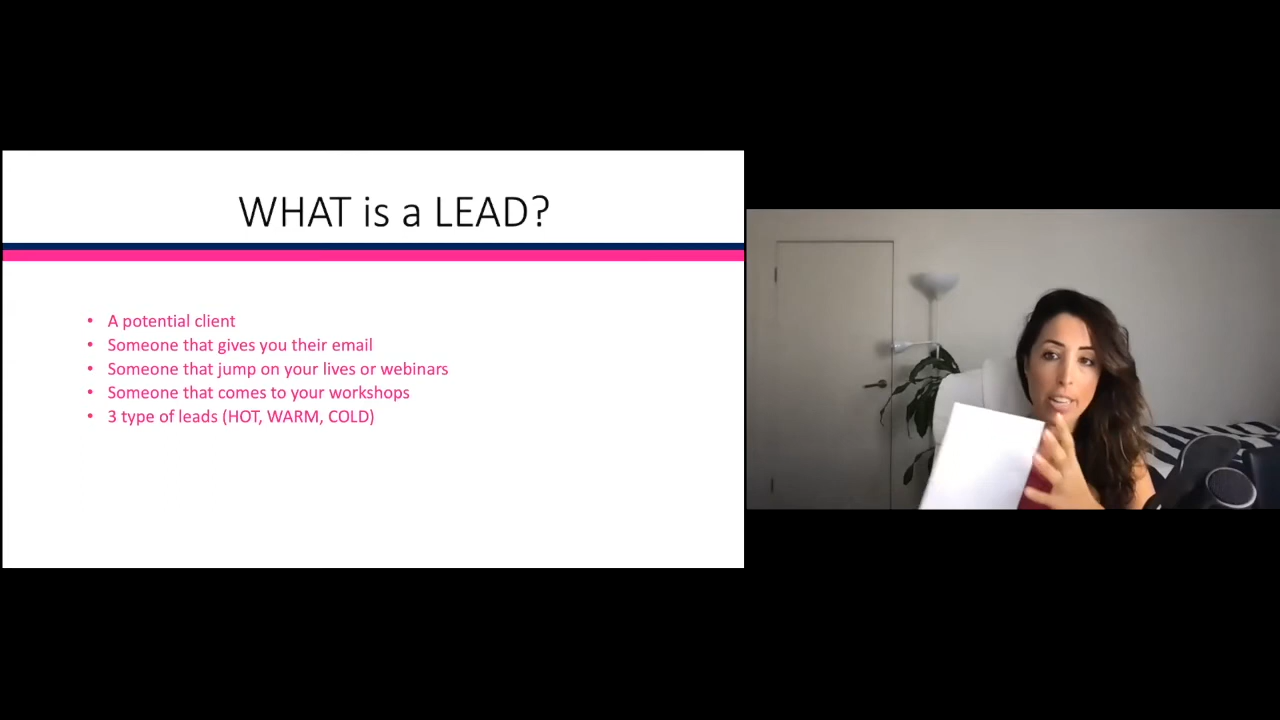 WHAT is a LEAD?
• A potential client
• Someone that gives you their email
• Someone that jump on your lives or webinars
• Someone that comes to your workshops
• 3 type of leads (HOT, WARM, COLD)